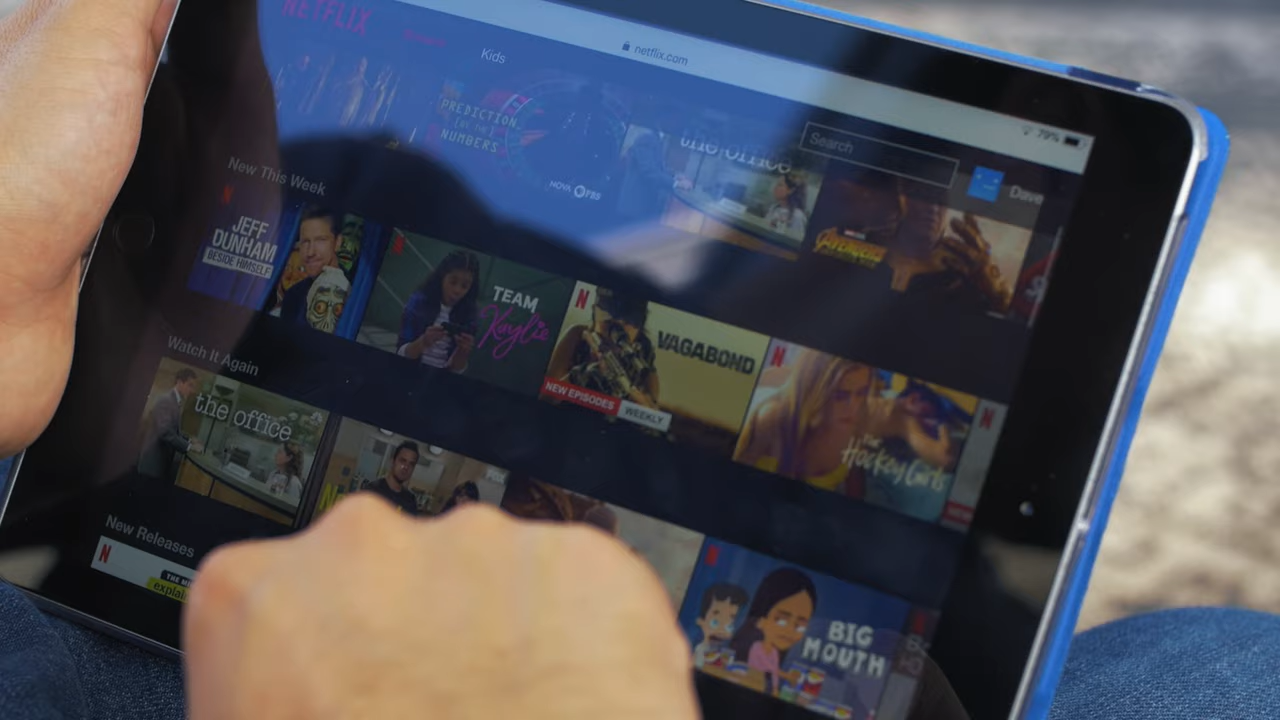 netflix.com
79%
NETFLIX
Kids
Search
Dave
PREDICTION
BY THE
NUMBERS
NOVA PBS
the office
AVENGERS
New This Week
N
JEFF
DUNHAM
BESIDE HIMSELF
N
TEAM
Kaylie
N
VAGABOND
NEW EPISODES
WEEKLY
N
the
Hockey Girls
N
Watch It Again
the office
New Releases
N
N
BIG
MOUTH